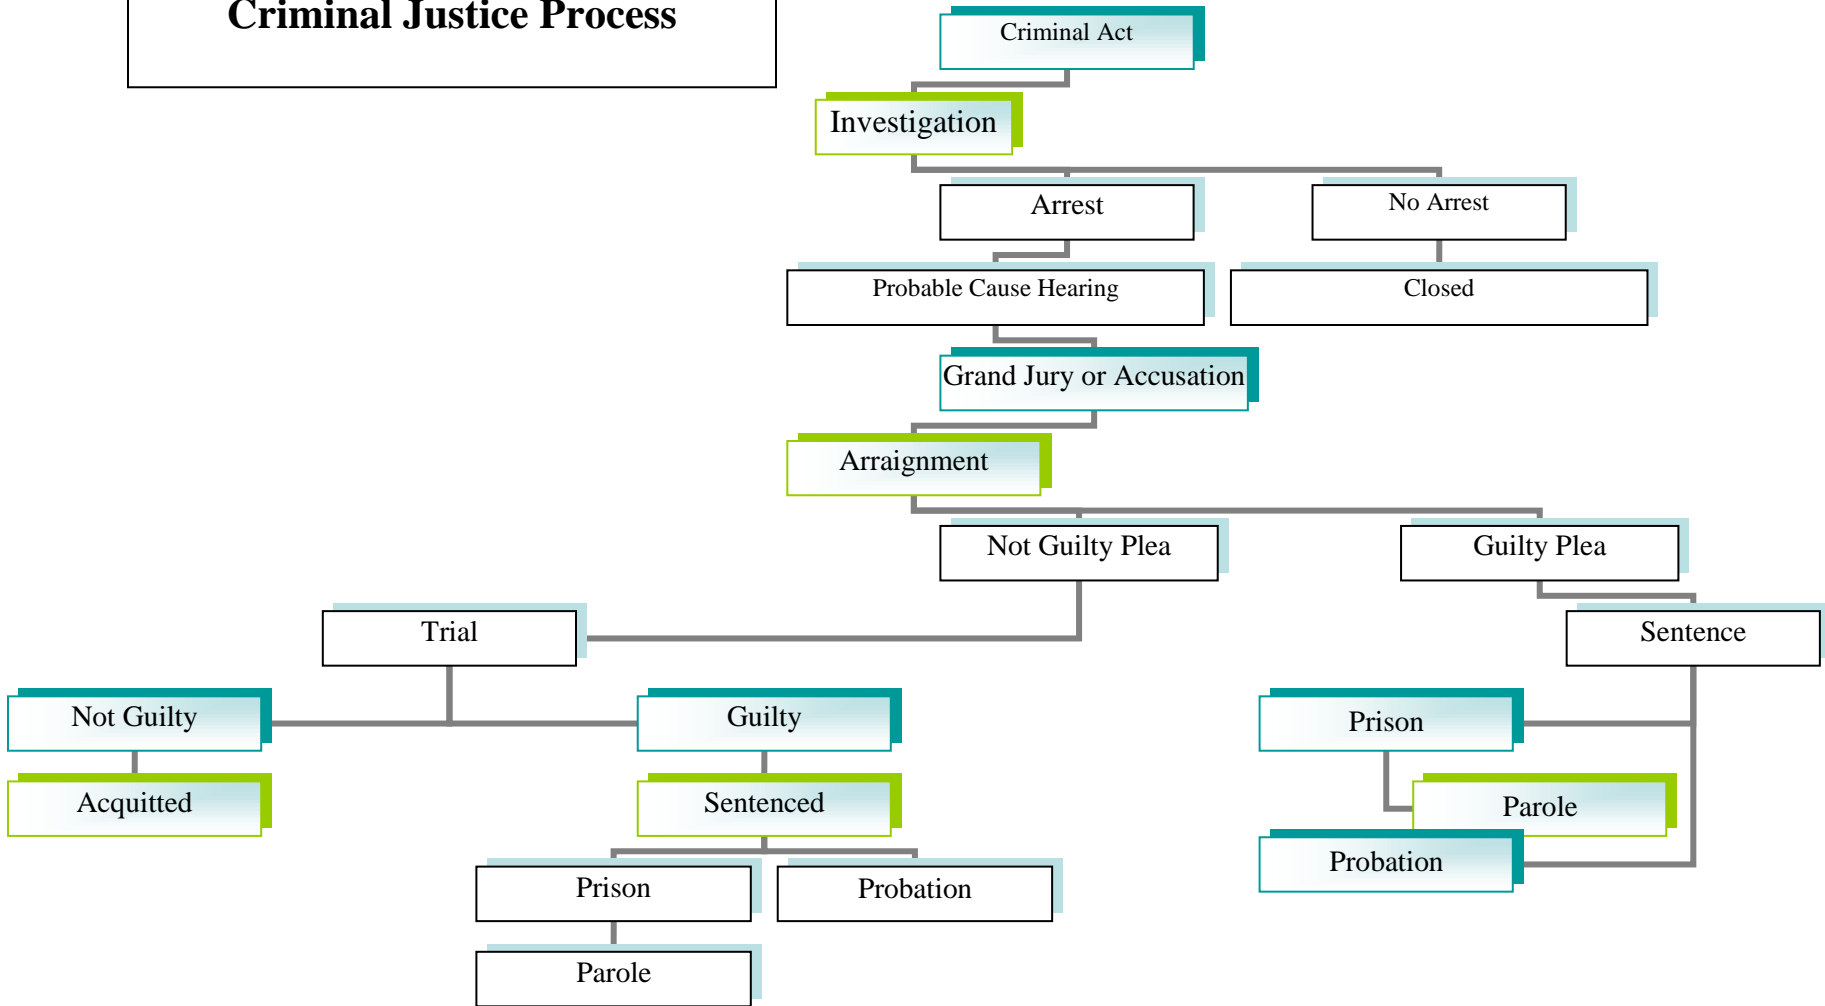 Criminal Justice Process
Criminal Act
Investigation
Arrest
No Arrest
Probable Cause Hearing
Closed
Grand Jury or Accusation
Arraignment
Not Guilty Plea
Guilty Plea
Trial
Sentence
Not Guilty
Guilty
Prison
Acquitted
Sentenced
Parole
Probation
Prison
Probation
Parole